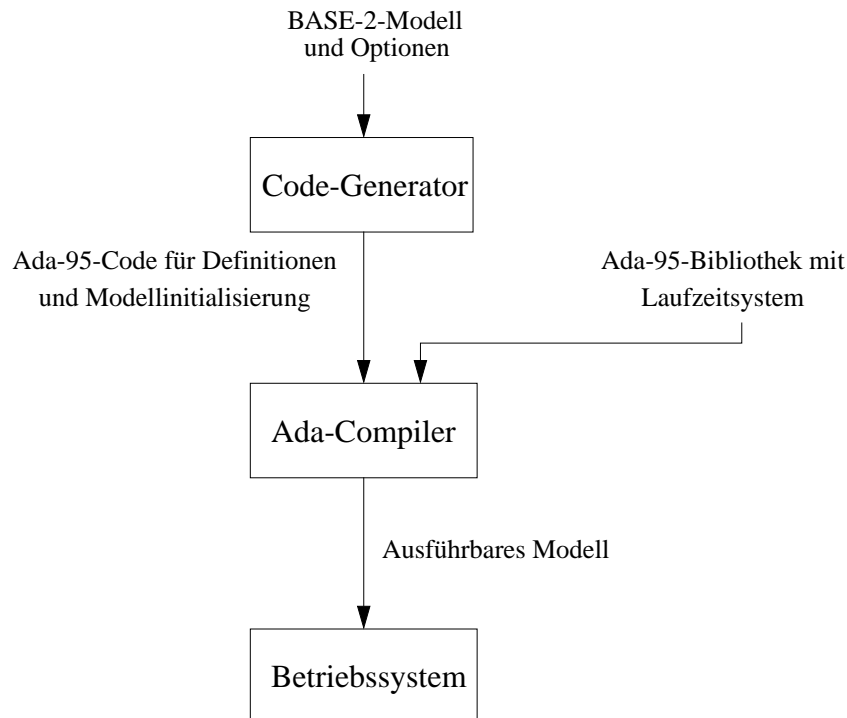 BASE-2-Modell
und Optionen
Code-Generator
Ada-95-Code für Definitionen
und Modellinitialisierung
Ada-95-Bibliothek mit
Laufzeitsystem
Ada-Compiler
Ausführbares Modell
Betriebssystem